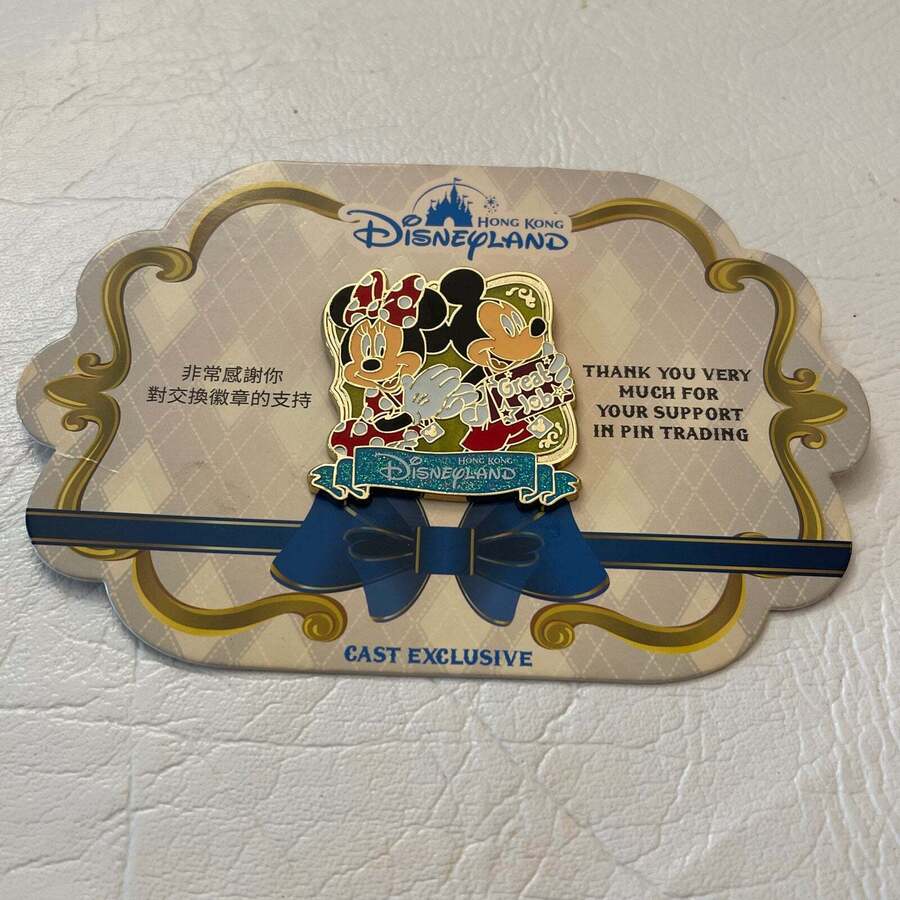 HONG KONG
DISNEYLAND
非常感謝你
對交換徽章的支持
Great
Job
HONG KONG
DISNEYLAND
THANK YOU VERY
MUCH FOR
YOUR SUPPORT
IN PIN TRADING
CAST EXCLUSIVE